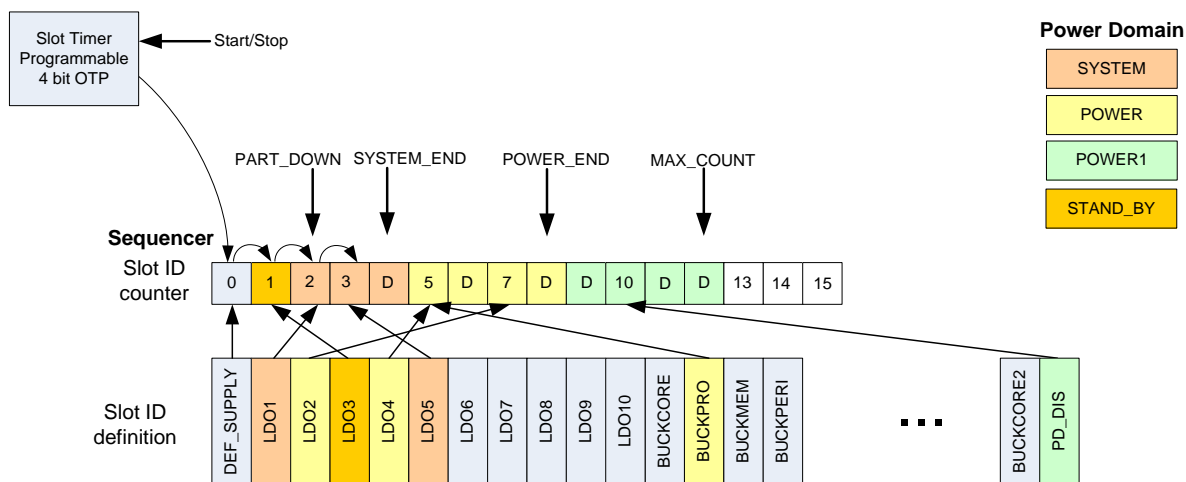 Slot Timer
Programmable
4 bit OTP
Start/Stop
Power Domain
SYSTEM
POWER
POWER1
STAND_BY
PART_DOWN
SYSTEM_END
POWER_END
MAX_COUNT
Sequencer
Slot ID
counter
0 1 2 3 D 5 D 7 D D 10 D D 13 14 15
Slot ID
definition
DEF_SUPPLY
LDO1
LDO2
LDO3
LDO4
LDO5
LDO6
LDO7
LDO8
LDO9
LDO10
BUCKCORE
BUCKPRO
BUCKMEM
BUCKPERI
...
BUCKCORE2
PD_DIS